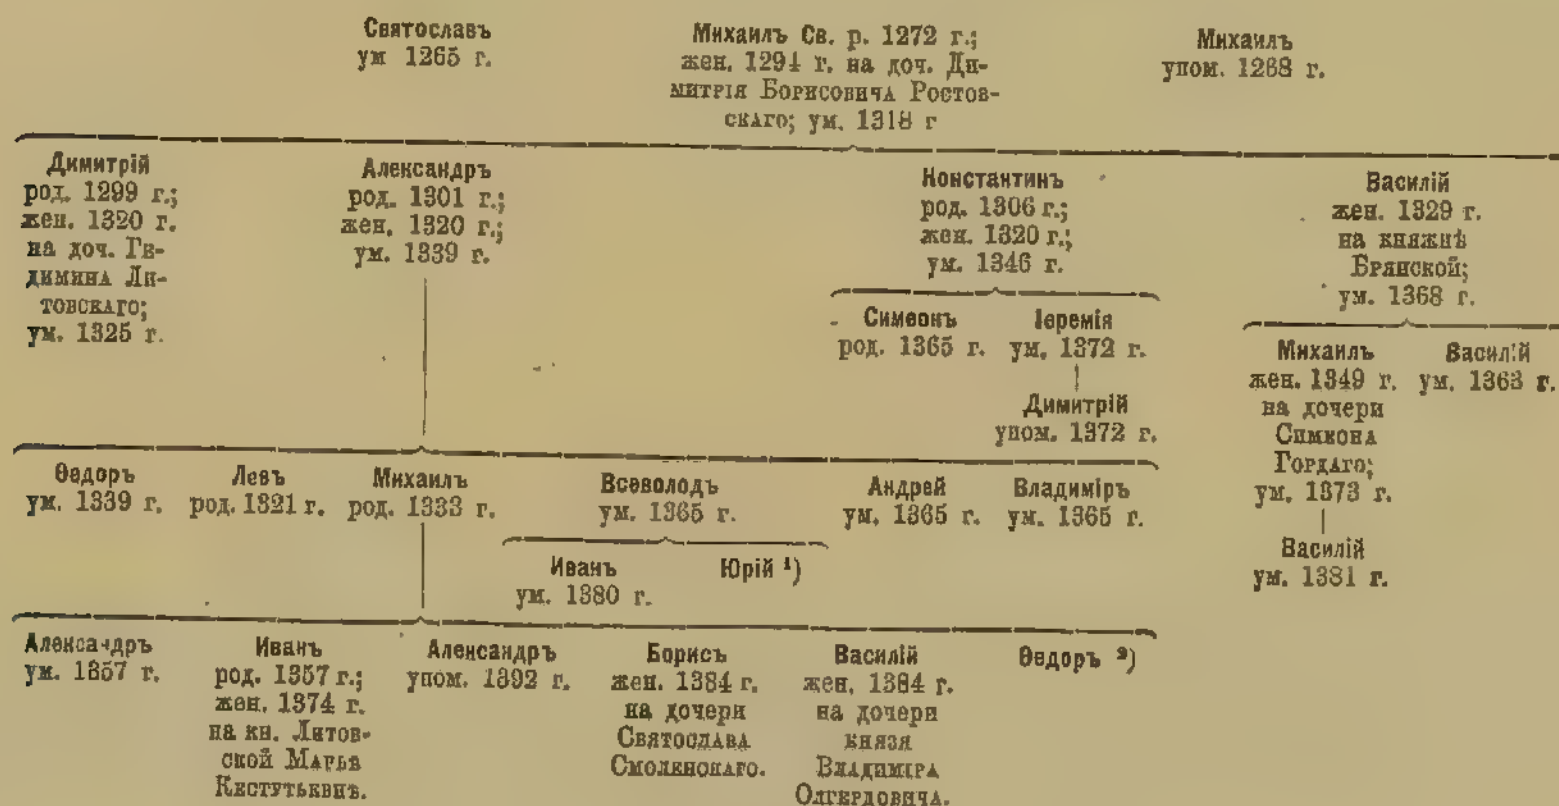 Святославъ
ум 1265 г.
Михаилъ Св. р. 1272 г.;
жен. 1294 г. на доч. Ди-
митрія Борисовича Ростов-
скаго; ум. 1318 г
Михаилъ
упом. 1268 г.
Димитрій
род. 1299 г.;
жен. 1320 г.
на доч. Ге-
димина Ли-
товскаго;
ум. 1325 г.
Александръ
род. 1301 г.;
жен. 1320 г.;
ум. 1339 г.
Константинъ
род. 1306 г.;
жен. 1320 г.;
ум. 1346 г.
Василій
жен. 1329 г.
на княжнѣ
Брянской;
ум. 1368 г.
Симеонъ
род. 1365 г.
Іеремія
ум. 1372 г.
Димитрій
упом. 1372 г.
Михаилъ
жен. 1349 г.
на дочери
Симеона
Гордаго;
ум. 1373 г.
Василій
ум. 1363 г.
Василій
ум. 1381 г.
Ѳедоръ
ум. 1339 г.
Левъ
род. 1321 г.
Михаилъ
род. 1333 г.
Всеволодъ
ум. 1365 г.
Андрей
ум. 1365 г.
Владиміръ
ум. 1365 г.
Иванъ
ум. 1380 г.
Юрій ¹)
Александръ
ум. 1357 г.
Иванъ
род. 1357 г.;
жен. 1374 г.
на кн. Литов-
ской Марьѣ
Кестутьевнѣ.
Александръ
упом. 1392 г.
Борисъ
жен. 1384 г.
на дочери
Святослава
Смоленскаго.
Василій
жен. 1384 г.
на дочери
князя
Владиміра
Олгердовича.
Ѳедоръ ²)